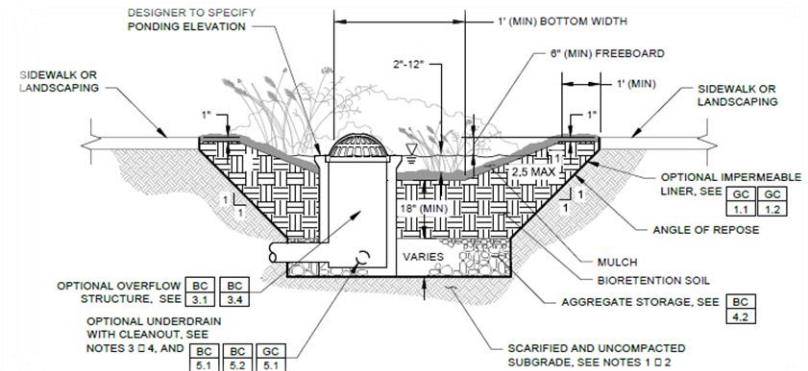 DESIGNER TO SPECIFY
PONDING ELEVATION
1' (MIN) BOTTOM WIDTH
6" (MIN) FREEBOARD
2"-12"
1' (MIN)
SIDEWALK OR
LANDSCAPING
SIDEWALK OR
LANDSCAPING
1"
1"
1
2.5 MAX
OPTIONAL IMPERMEABLE
LINER, SEE GC GC
1.1 1.2
1
1
18" (MIN)
1
1
ANGLE OF REPOSE
VARIES
MULCH
BIORETENTION SOIL
OPTIONAL OVERFLOW BC BC
STRUCTURE, SEE 3.1 3.4
AGGREGATE STORAGE, SEE BC
4.2
OPTIONAL UNDERDRAIN
WITH CLEANOUT, SEE
NOTES 3 □ 4, AND BC BC GC
5.1 5.2 5.1
SCARIFIED AND UNCOMPACTED
SUBGRADE, SEE NOTES 1 □ 2